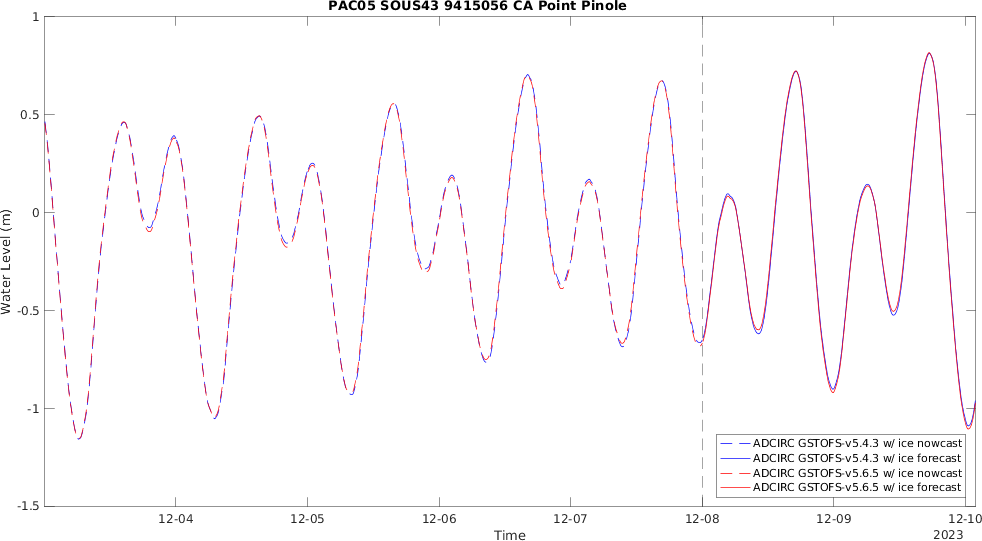 PAC05 SOUS43 9415056 CA Point Pinole
1
0.5
0
-0.5
-1
-1.5
Water Level (m)
12-04
12-05
12-06
12-07
12-08
12-09
12-10
Time
2023
ADCIRC GSTOFS-v5.4.3 w/ ice nowcast
ADCIRC GSTOFS-v5.4.3 w/ ice forecast
ADCIRC GSTOFS-v5.6.5 w/ ice nowcast
ADCIRC GSTOFS-v5.6.5 w/ ice forecast